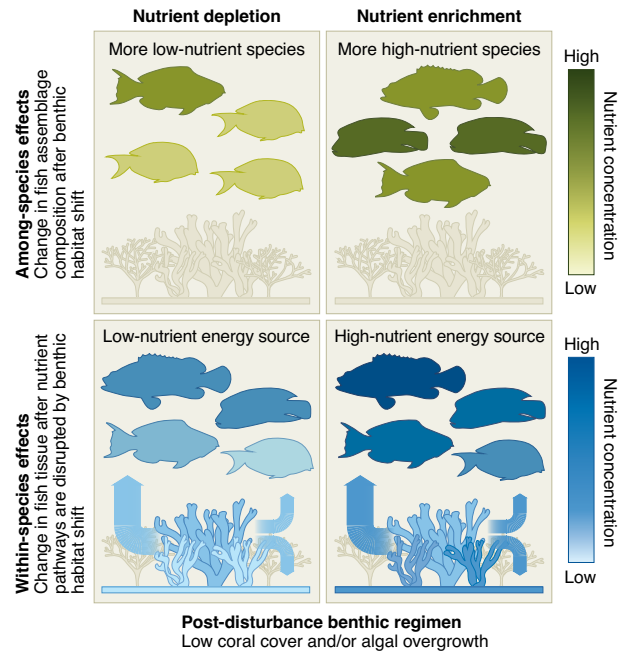 Nutrient depletion
Nutrient enrichment
Among-species effects
Change in fish assemblage
composition after benthic
habitat shift
More low-nutrient species
More high-nutrient species
High
Nutrient concentration
Low
Within-species effects
Change in fish tissue after nutrient
pathways are disrupted by benthic
habitat shift
Low-nutrient energy source
High-nutrient energy source
High
Nutrient concentration
Low
Post-disturbance benthic regimen
Low coral cover and/or algal overgrowth